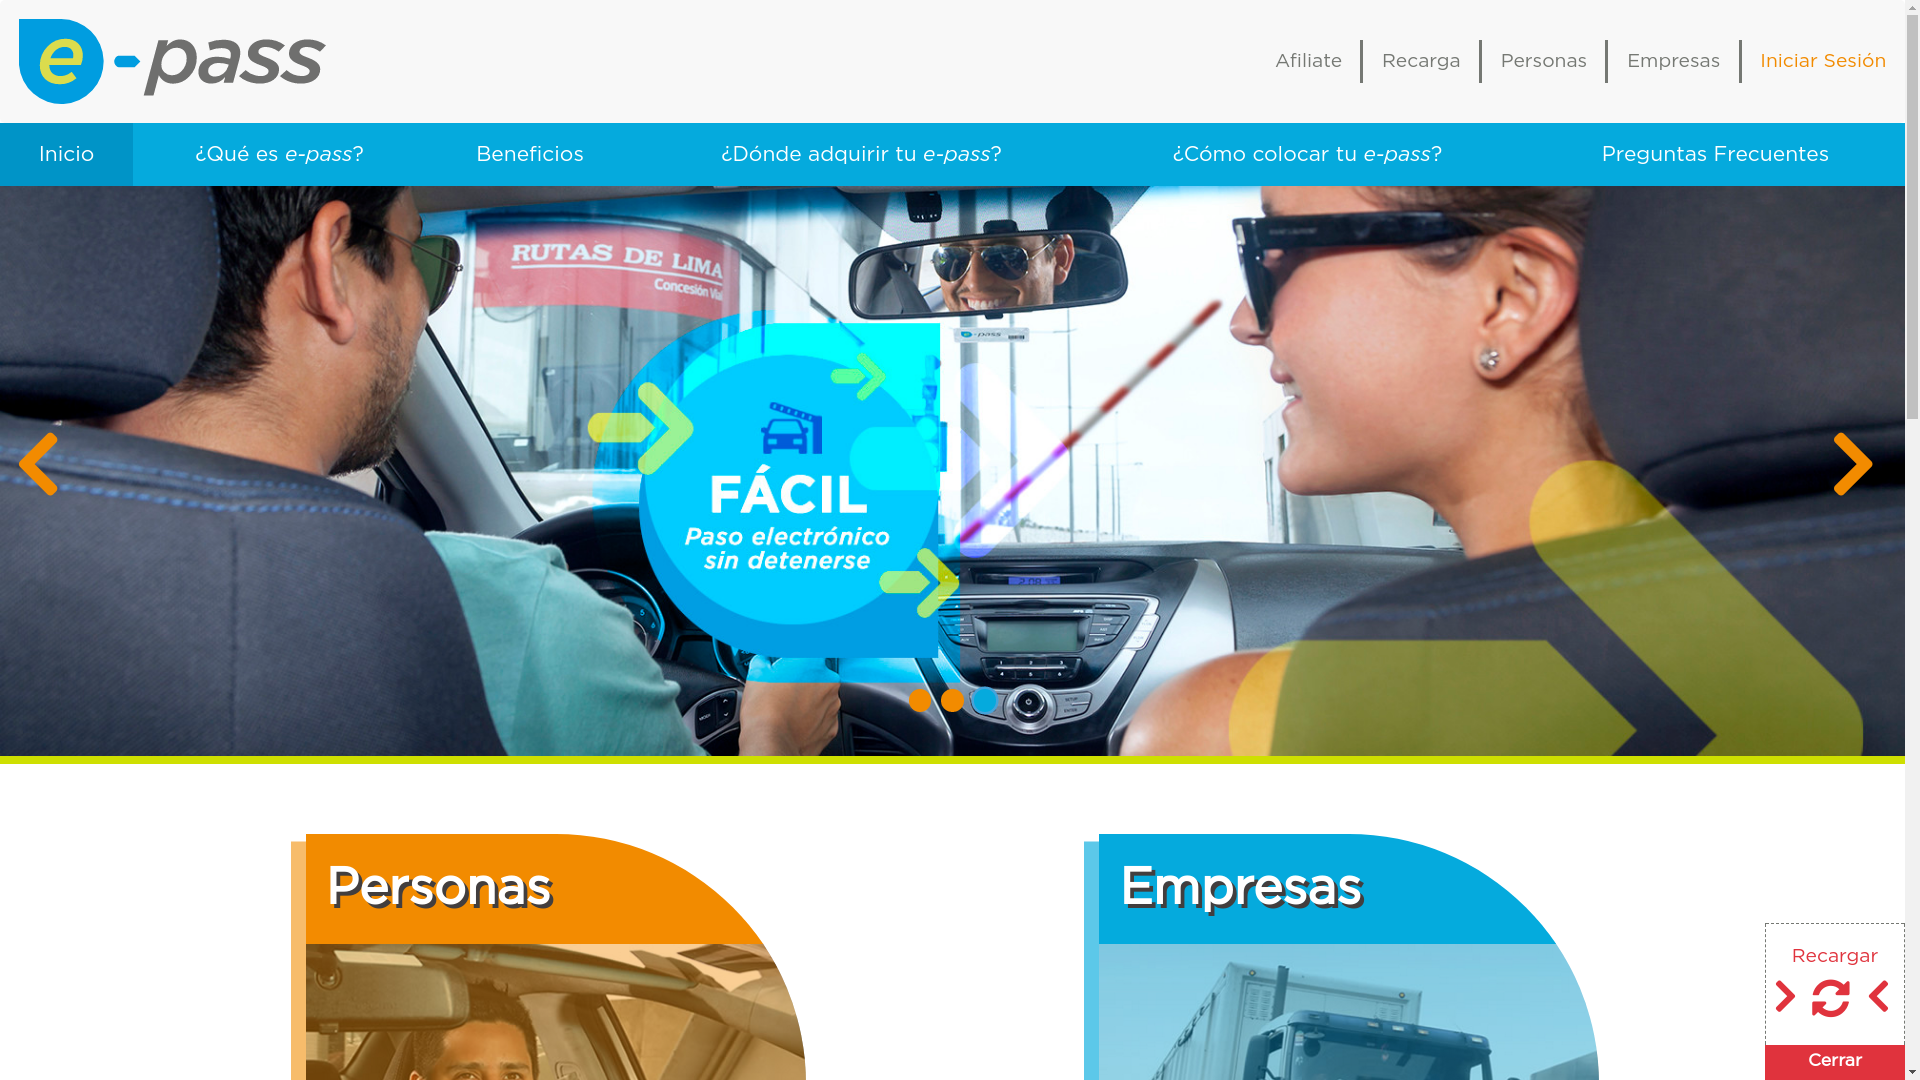 e-pass
Afiliate
Recarga
Personas
Empresas
Iniciar Sesión
Inicio
¿Qué es e-pass?
Beneficios
¿Dónde adquirir tu e-pass?
¿Cómo colocar tu e-pass?
Preguntas Frecuentes
RUTAS DE LIMA
Concesión Vial
e-pass
FÁCIL
Paso electrónico
sin detenerse
Personas
Empresas
Recargar
Cerrar